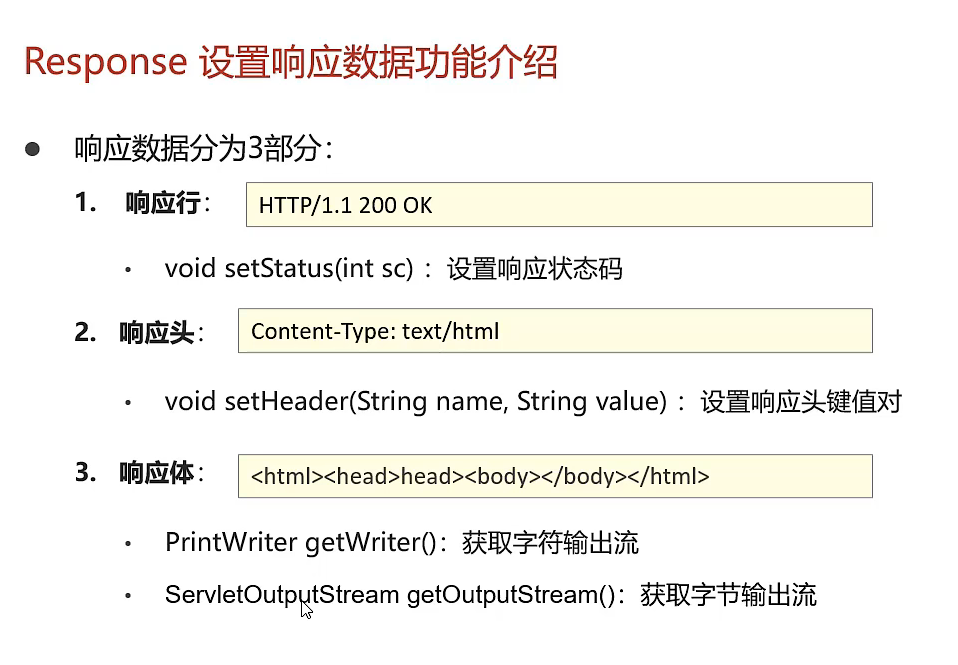 Response 设置响应数据功能介绍
● 响应数据分为3部分：
1. 响应行： HTTP/1.1 200 OK
• void setStatus(int sc) ：设置响应状态码
2. 响应头： Content-Type: text/html
• void setHeader(String name, String value) ：设置响应头键值对
3. 响应体： <html><head>head><body></body></html>
• PrintWriter getWriter()：获取字符输出流
• ServletOutputStream getOutputStream()：获取字节输出流